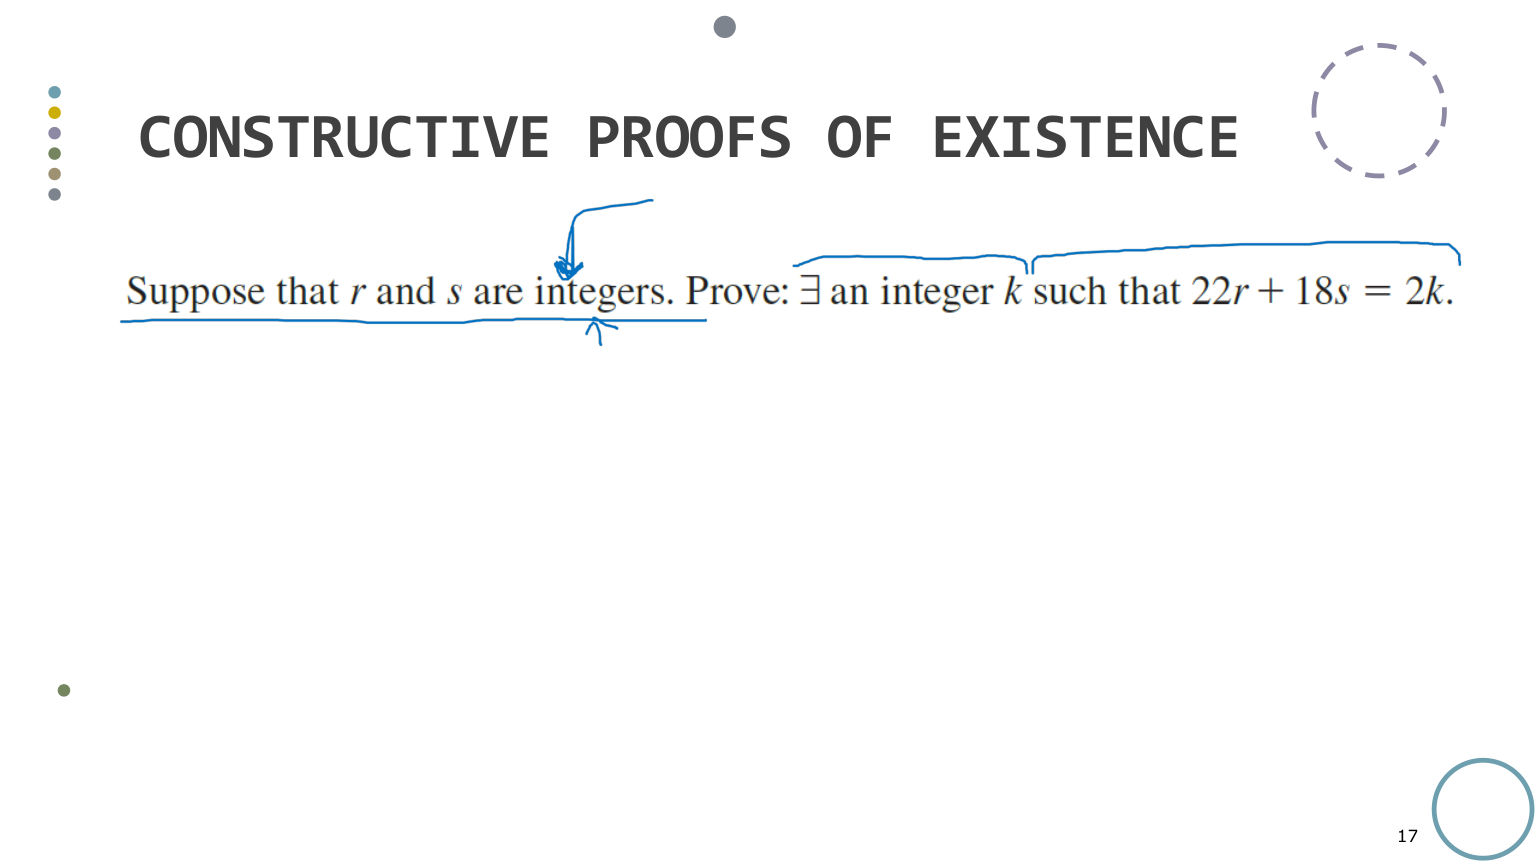 CONSTRUCTIVE PROOFS OF EXISTENCE
Suppose that r and s are integers. Prove: ∃ an integer k such that 22r + 18s = 2k.
17